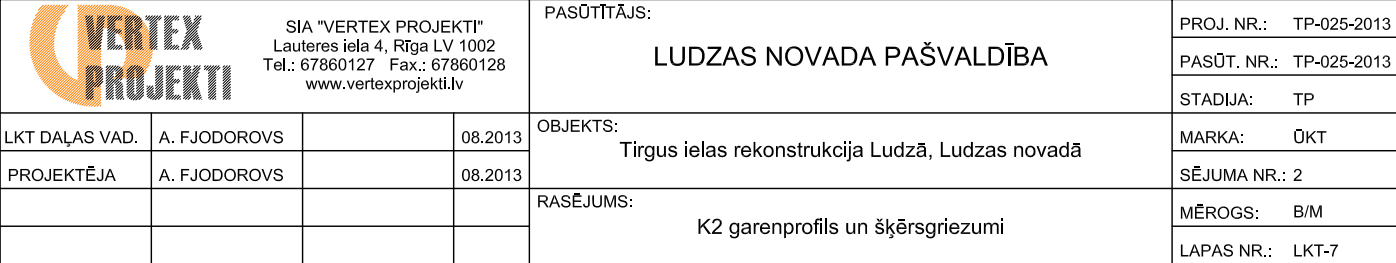 VERTEX
PROJEKTI
SIA "VERTEX PROJEKTI"
Lauteres iela 4, Rīga LV 1002
Tel.: 67860127 Fax.: 67860128
www.vertexprojekti.lv
PASŪTĪTĀJS:
LUDZAS NOVADA PAŠVALDĪBA
PROJ. NR.: TP-025-2013
PASŪT. NR.: TP-025-2013
STADIJA: TP
LKT DAĻAS VAD. A. FJODOROVS 08.2013
PROJEKTĒJA A. FJODOROVS 08.2013
OBJEKTS:
Tirgus ielas rekonstrukcija Ludzā, Ludzas novadā
MARKA: ŪKT
SĒJUMA NR.: 2
RASĒJUMS:
K2 garenprofils un šķērsgriezumi
MĒROGS: B/M
LAPAS NR.: LKT-7